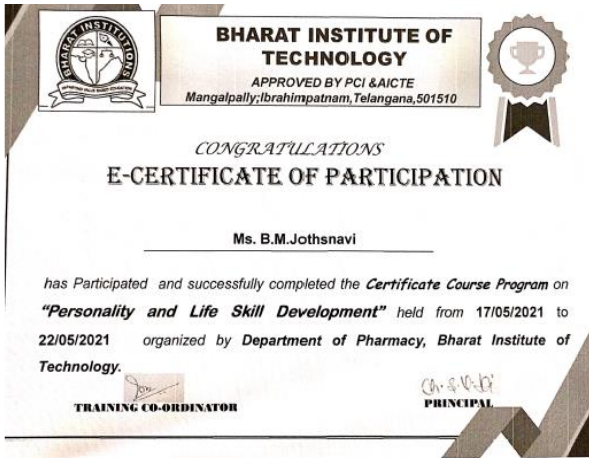 BHARAT INSTITUTIONS
BHARAT INSTITUTE OF
TECHNOLOGY
APPROVED BY PCI &AICTE
Mangalpally;Ibrahimpatnam,Telangana,501510
CONGRATULATIONS
E-CERTIFICATE OF PARTICIPATION
Ms. B.M.Jothsnavi
has Participated and successfully completed the Certificate Course Program on
"Personality and Life Skill Development" held from 17/05/2021 to
22/05/2021 organized by Department of Pharmacy, Bharat Institute of
Technology.
TRAINING CO-ORDINATOR
PRINCIPAL